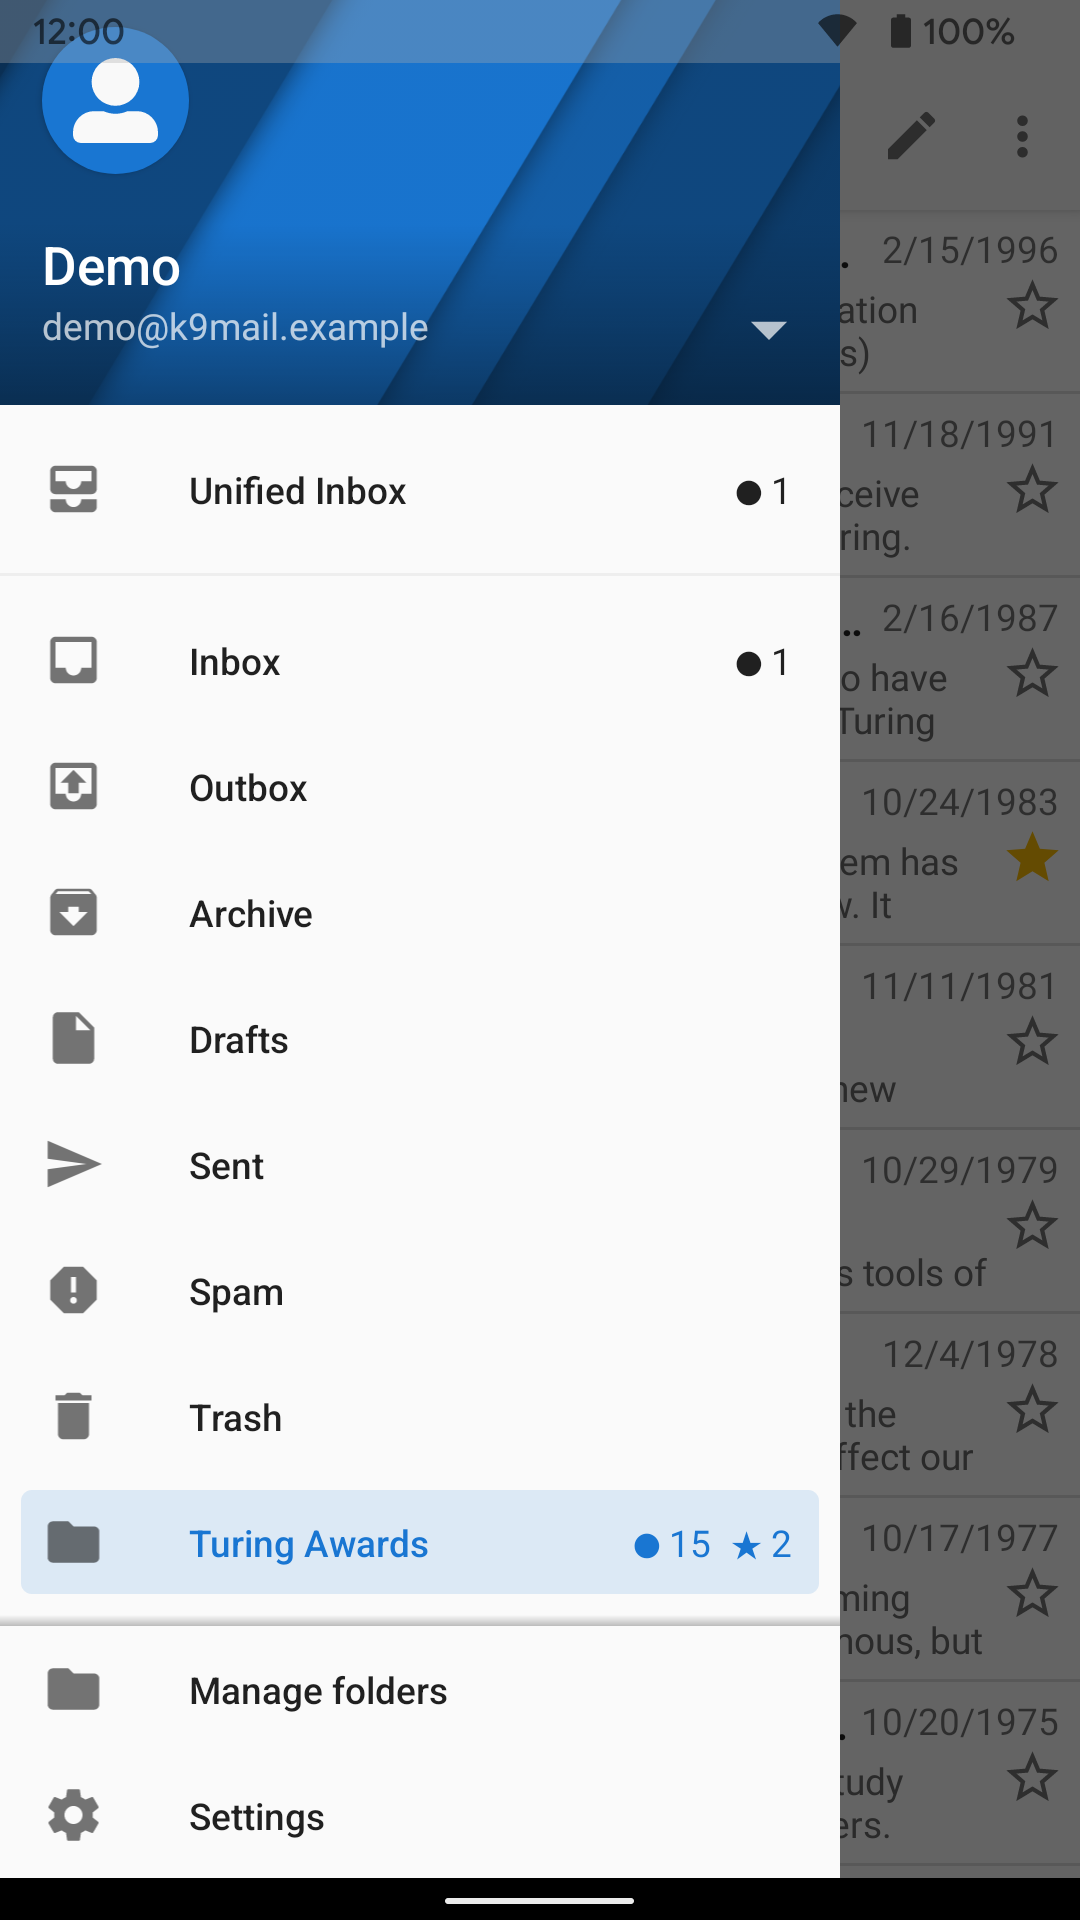 12:00 100%
Demo
demo@k9mail.example
Unified Inbox 1
Inbox 1
Outbox
Archive
Drafts
Sent
Spam
Trash
Turing Awards 15 2
Manage folders
Settings
. 2/15/1996
ation
s)
11/18/1991
ceive
ring.
.. 2/16/1987
o have
Turing
10/24/1983
em has
. It
11/11/1981
new
10/29/1979
s tools of
12/4/1978
the
ffect our
10/17/1977
ming
nous, but
. 10/20/1975
tudy
ers.